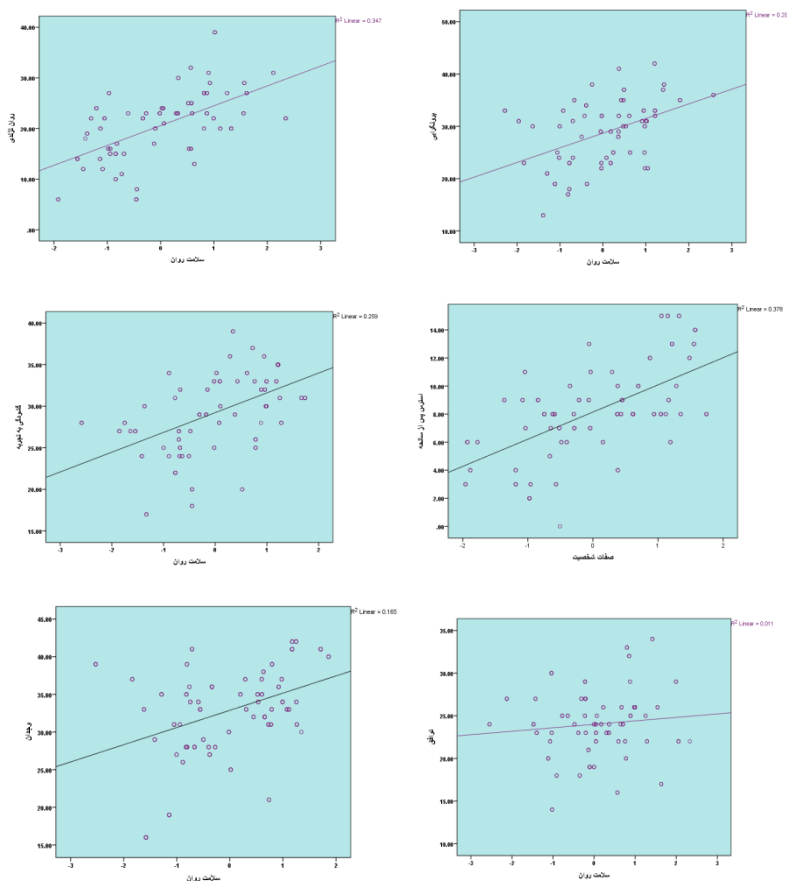 R² Linear = 0.347
40.00
30.00
20.00
10.00
.00
روان نژندی
-2 -1 0 1 2 3
سلامت روان
R² Linear =
50.00
40.00
30.00
20.00
10.00
برونگرایی
-3 -2 -1 0 1 2 3
سلامت روان
R² Linear = 0.259
40.00
35.00
30.00
25.00
20.00
15.00
گشودگی به تجربه
-3 -2 -1 0 1 2
سلامت روان
R² Linear = 0.378
14.00
12.00
10.00
8.00
6.00
4.00
2.00
.00
استرس پس از سانحه
-2 -1 0 1 2
صفات شخصیت
R² Linear = 0.165
45.00
40.00
35.00
30.00
25.00
20.00
15.00
وجدان
-3 -2 -1 0 1 2
سلامت روان
R² Linear = 0.011
35.00
30.00
25.00
20.00
15.00
10.00
توافق
-3 -2 -1 0 1 2 3
سلامت روان